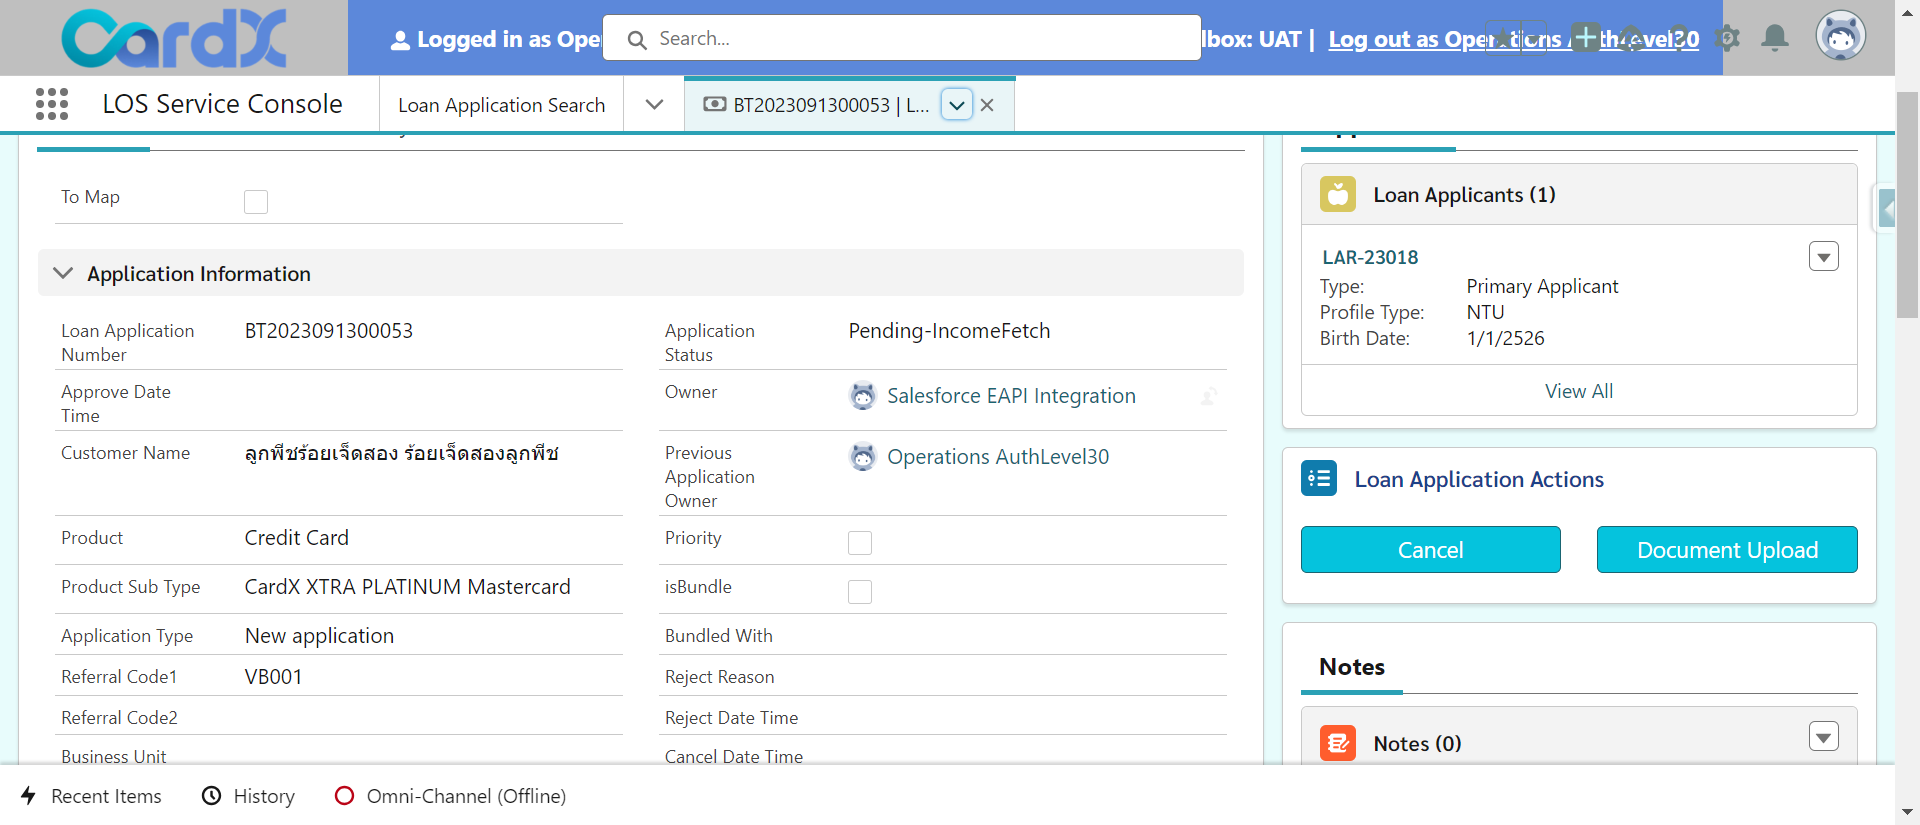 CardX
Logged in as Ope
Search...
box: UAT | Log out as Operations AuthLevel30
LOS Service Console
Loan Application Search
BT2023091300053 | L...
To Map
Application Information
Loan Application Number
BT2023091300053
Application Status
Pending-IncomeFetch
Approve Date Time
Owner
Salesforce EAPI Integration
Customer Name
ลูกพีชร้อยเจ็ดสอง ร้อยเจ็ดสองลูกพีช
Previous Application Owner
Operations AuthLevel30
Product
Credit Card
Priority
Product Sub Type
CardX XTRA PLATINUM Mastercard
isBundle
Application Type
New application
Bundled With
Referral Code1
VB001
Reject Reason
Referral Code2
Reject Date Time
Business Unit
Cancel Date Time
Loan Applicants (1)
LAR-23018
Type:
Primary Applicant
Profile Type:
NTU
Birth Date:
1/1/2526
View All
Loan Application Actions
Cancel
Document Upload
Notes
Notes (0)
Recent Items
History
Omni-Channel (Offline)